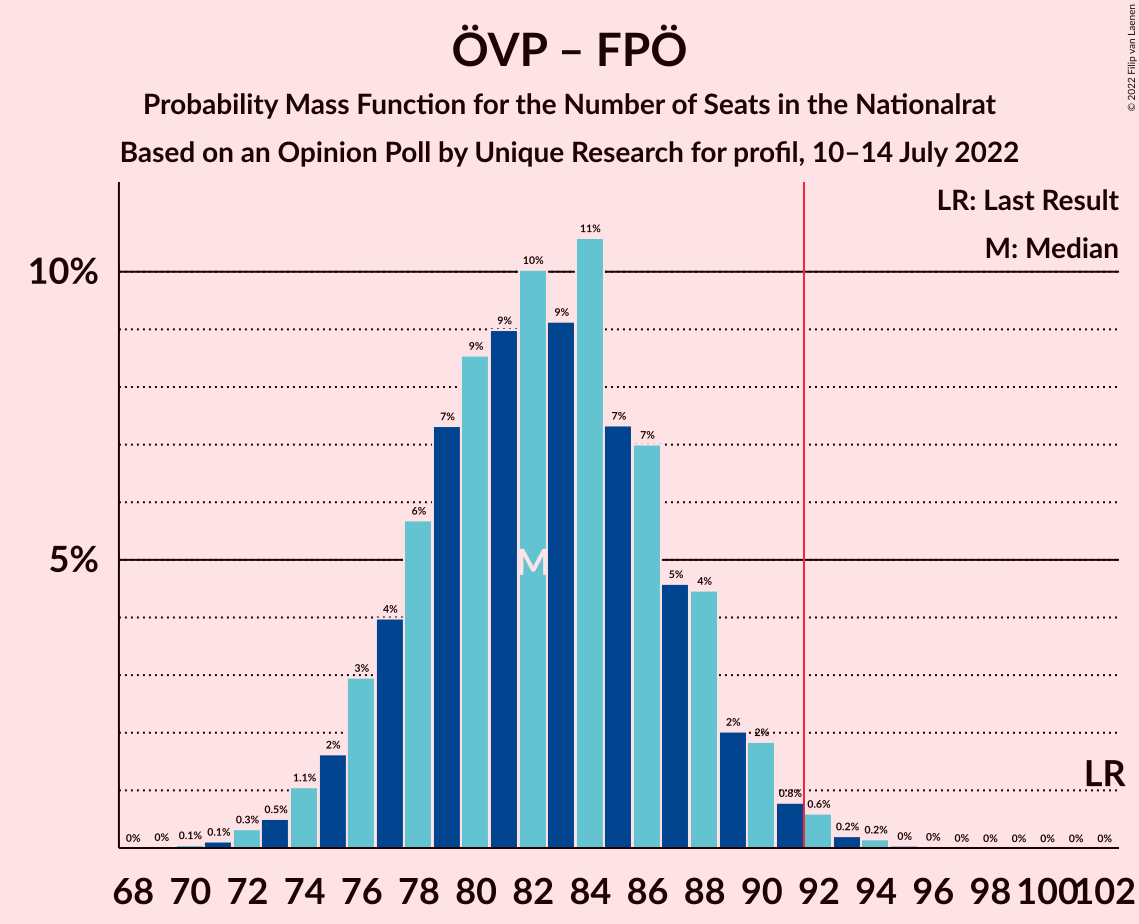 ÖVP – FPÖ
Probability Mass Function for the Number of Seats in the Nationalrat
Based on an Opinion Poll by Unique Research for profil, 10–14 July 2022
© 2022 Filip van Laenen
LR: Last Result
M: Median
10%
5%
0% 0% 0.1% 0.1% 0.3% 0.5% 1.1% 2% 3% 4% 6% 7% 9% 9% 10% 9% 11% 7% 7% 5% 4% 2% 2% 0.8% 0.6% 0.2% 0.2% 0% 0% 0% 0% 0% 0% 0% 0%
M
LR
68 70 72 74 76 78 80 82 84 86 88 90 92 94 96 98 100 102